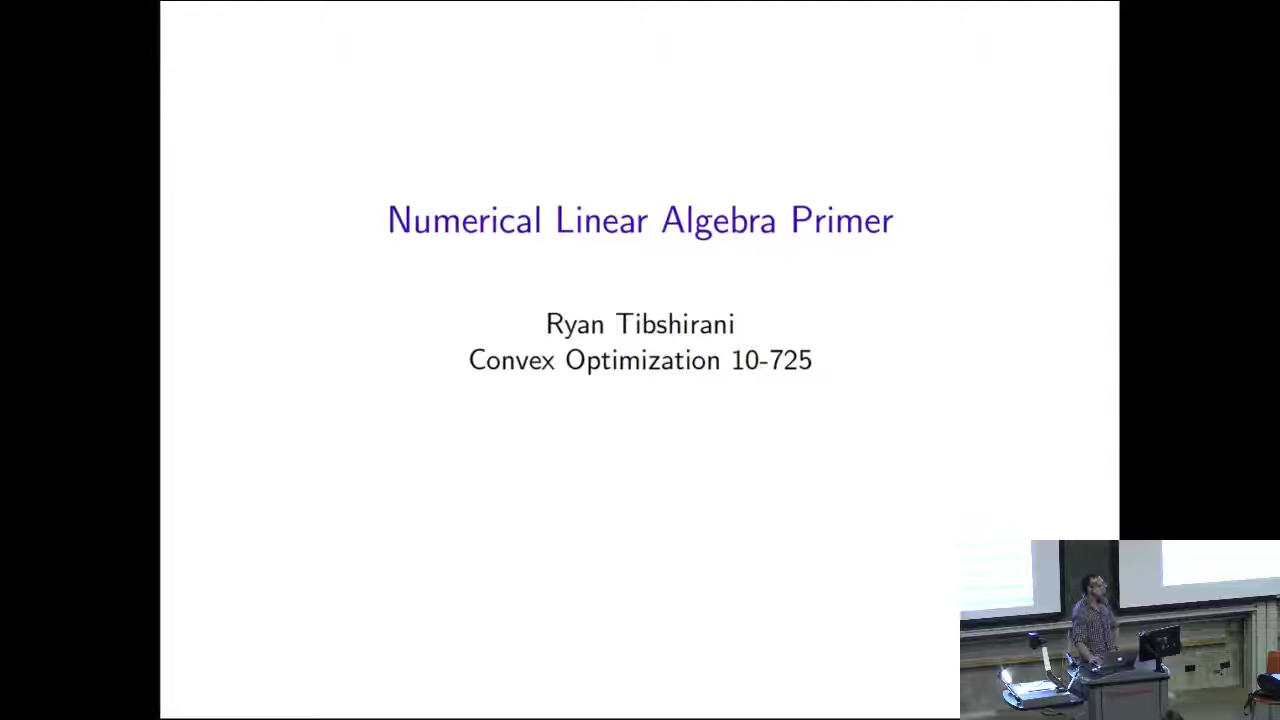 Numerical Linear Algebra Primer
Ryan Tibshirani
Convex Optimization 10-725